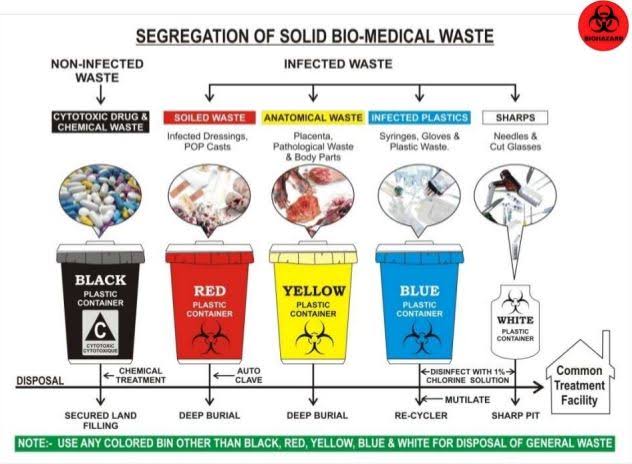 BIOHAZARD
SEGREGATION OF SOLID BIO-MEDICAL WASTE
NON-INFECTED
WASTE
INFECTED WASTE
CYTOTOXIC DRUG &
CHEMICAL WASTE
SOILED WASTE
Infected Dressings,
POP Casts
ANATOMICAL WASTE
Placenta,
Pathological Waste
& Body Parts
INFECTED PLASTICS
Syringes, Gloves &
Plastic Waste.
SHARPS
Needles &
Cut Glasses
BLACK
PLASTIC
CONTAINER
C
CYTOTOXIC
CYTOTOXIQUE
RED
PLASTIC
CONTAINER
YELLOW
PLASTIC
CONTAINER
BLUE
PLASTIC
CONTAINER
WHITE
PLASTIC
CONTAINER
DISPOSAL
CHEMICAL
TREATMENT
AUTO
CLAVE
DISINFECT WITH 1%
CHLORINE SOLUTION
MUTILATE
Common
Treatment
Facility
SECURED LAND
FILLING
DEEP BURIAL
DEEP BURIAL
RE-CYCLER
SHARP PIT
NOTE:- USE ANY COLORED BIN OTHER THAN BLACK, RED, YELLOW, BLUE & WHITE FOR DISPOSAL OF GENERAL WASTE